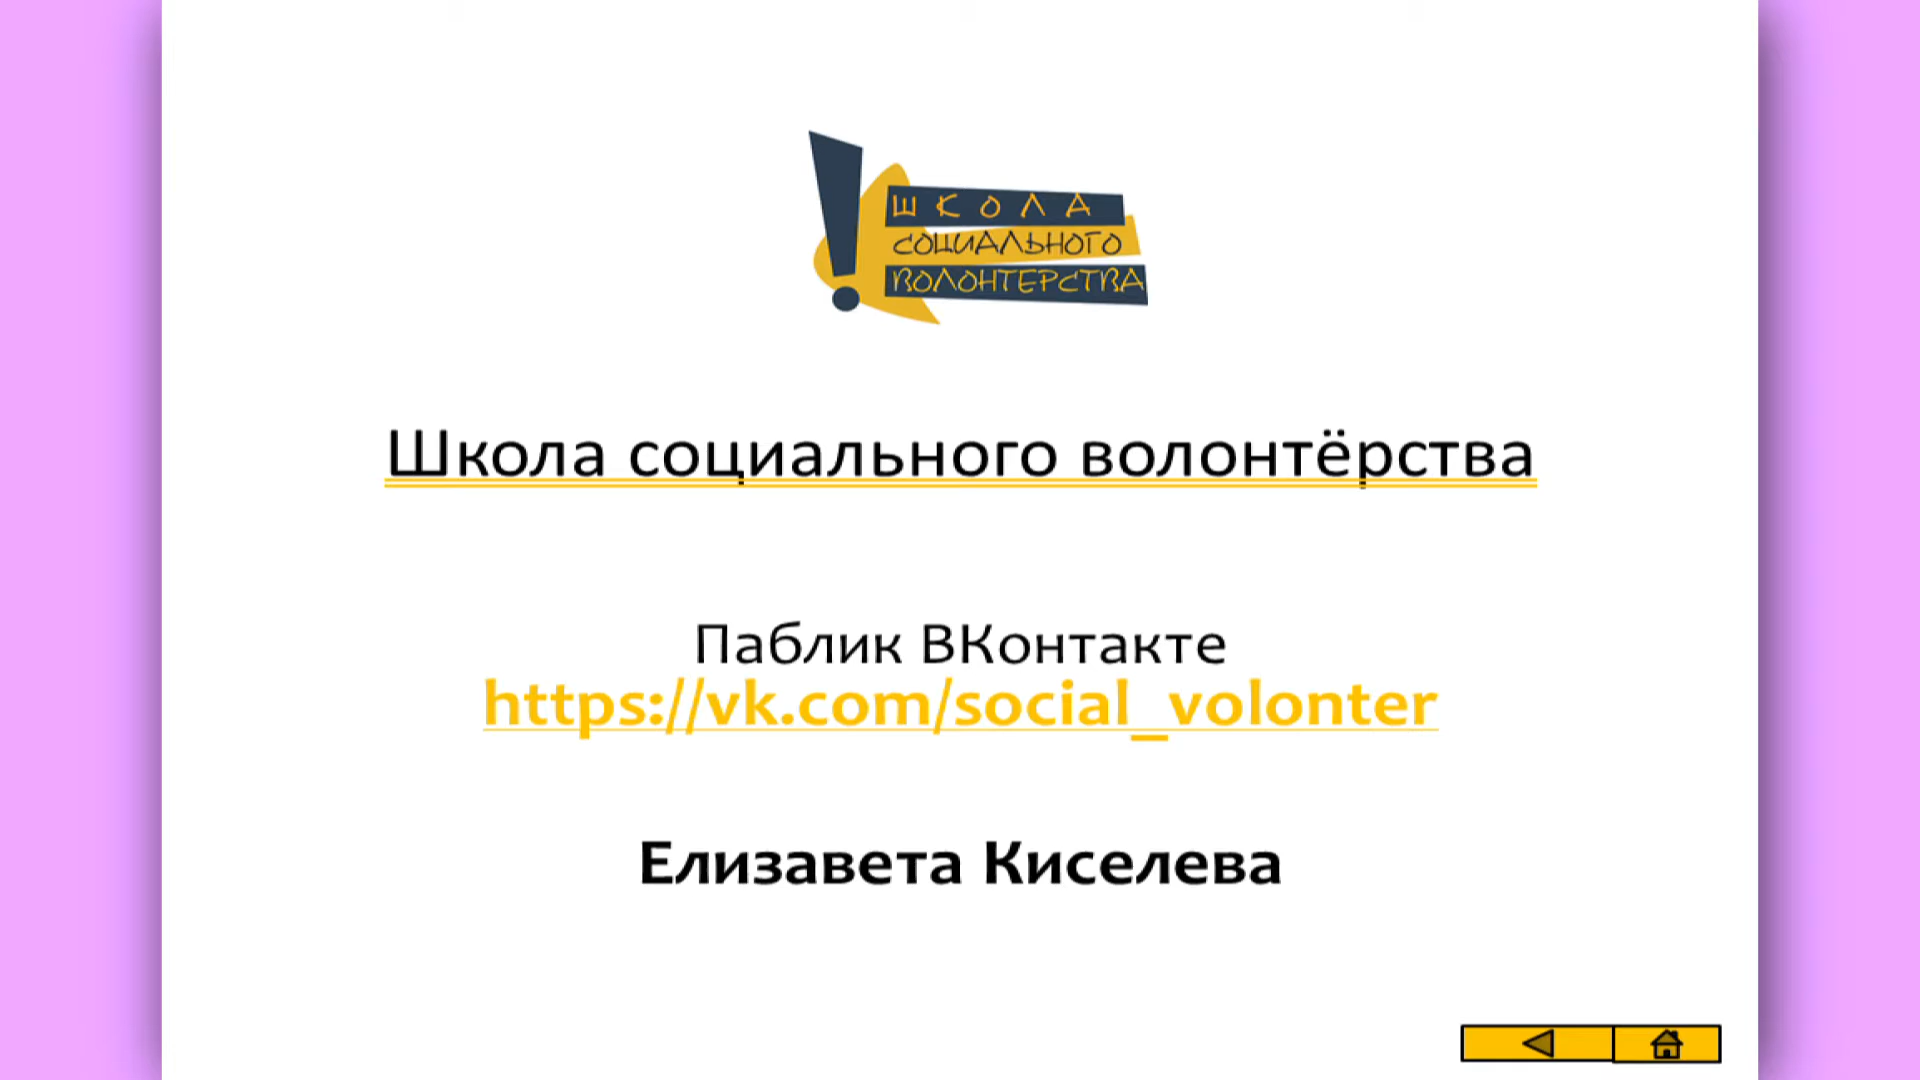 ШКОЛА
СОЦИАЛЬНОГО
ВОЛОНТЕРСТВА
Школа социального волонтёрства
Паблик ВКонтакте
https://vk.com/social_volonter
Елизавета Киселева